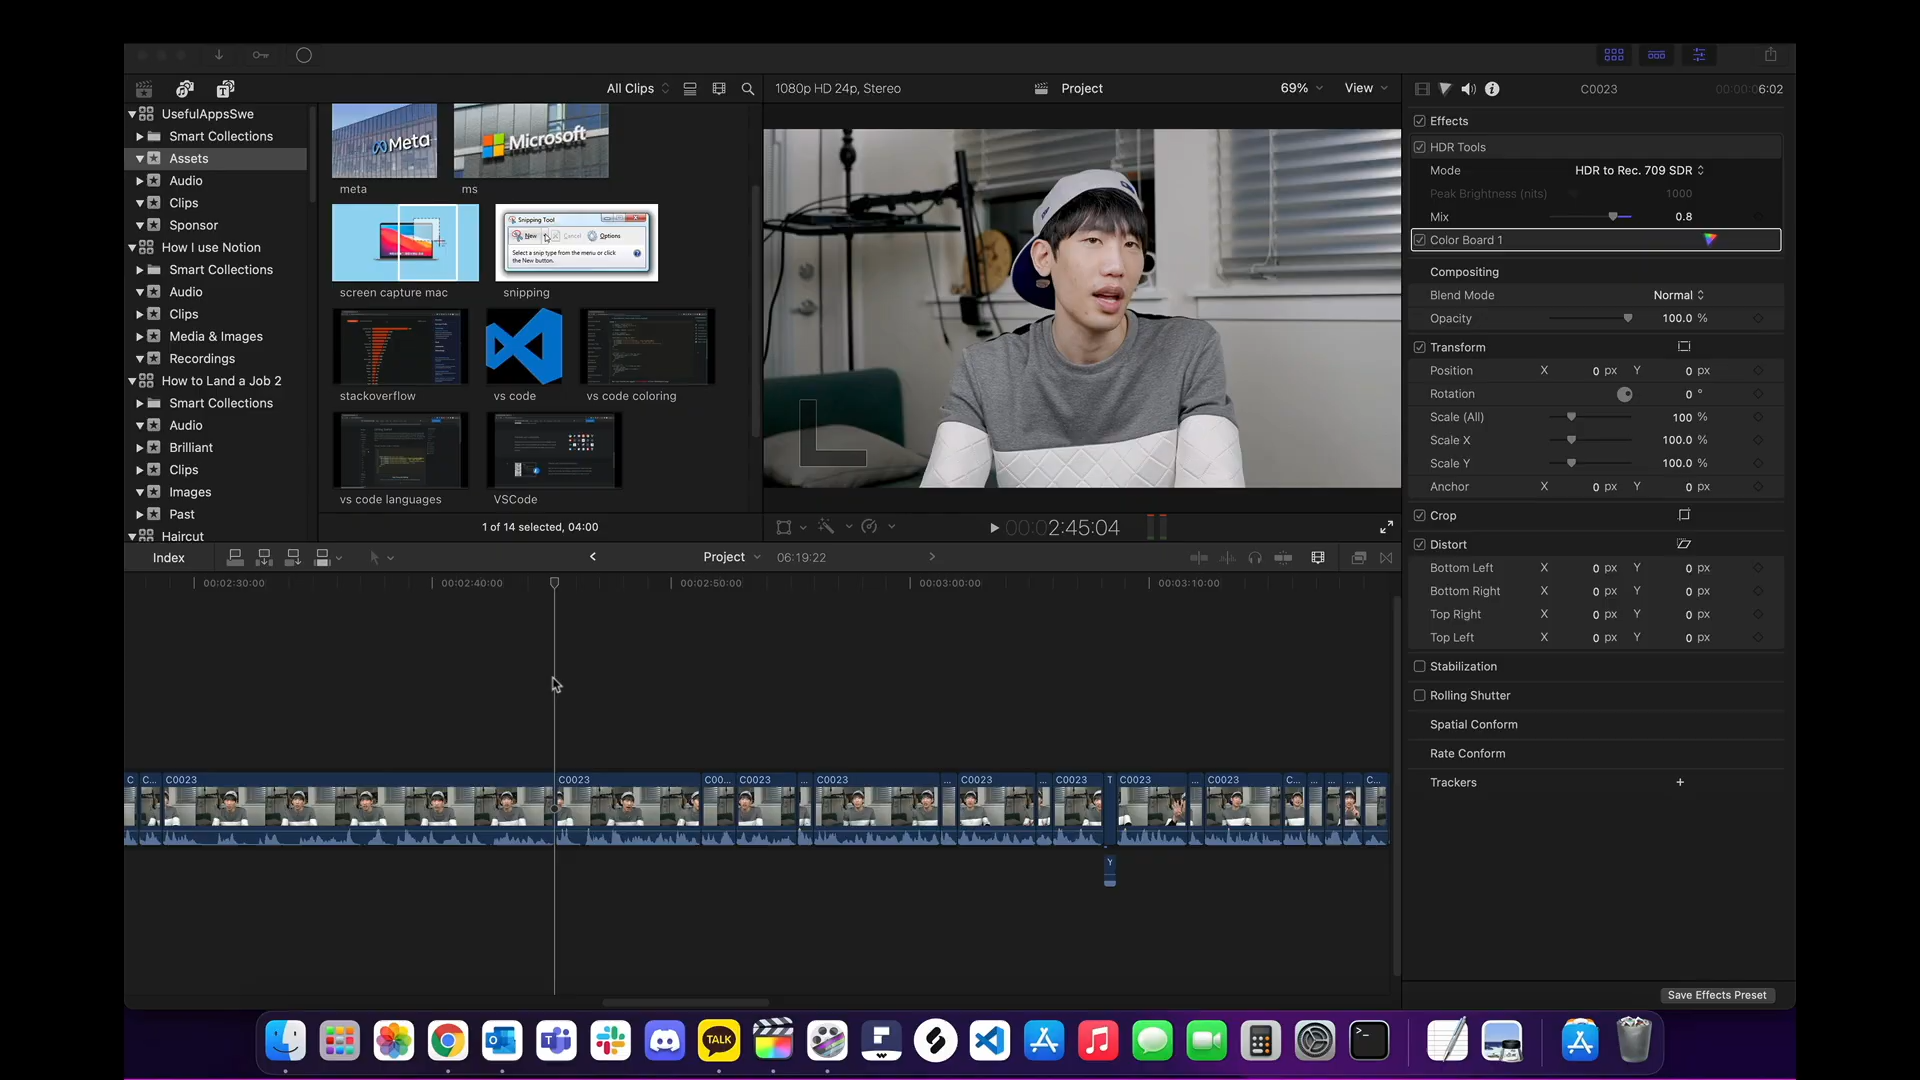 All Clips
1080p HD 24p, Stereo
Project
69%
View
C0023
00:00:06:02
UsefulAppsSwe
Smart Collections
Assets
Audio
Clips
Sponsor
How I use Notion
Smart Collections
Audio
Clips
Media & Images
Recordings
How to Land a Job 2
Smart Collections
Audio
Brilliant
Clips
Images
Past
Haircut
Meta
Microsoft
meta
ms
Snipping Tool
New
Cancel
Options
Select a snip type from the menu or click
the New button.
screen capture mac
snipping
stackoverflow
vs code
vs code coloring
vs code languages
VSCode
1 of 14 selected, 04:00
00:00:2:45:04
Effects
HDR Tools
Mode
HDR to Rec. 709 SDR
Peak Brightness (nits)
1000
Mix
0.8
Color Board 1
Compositing
Blend Mode
Normal
Opacity
100.0 %
Transform
Position
X 0 px Y 0 px
Rotation
0 °
Scale (All)
100 %
Scale X
100.0 %
Scale Y
100.0 %
Anchor
X 0 px Y 0 px
Crop
Distort
Bottom Left
X 0 px Y 0 px
Bottom Right
X 0 px Y 0 px
Top Right
X 0 px Y 0 px
Top Left
X 0 px Y 0 px
Stabilization
Rolling Shutter
Spatial Conform
Rate Conform
Trackers
Save Effects Preset
Index
Project
06:19:22
00:02:30:00
00:02:40:00
00:02:50:00
00:03:00:00
00:03:10:00
C C... C0023 C0023 C00... C0023 ... C0023 ... C0023 ... C0023 T C0023 ... C0023 C... ... ... ... C...
Y
TALK